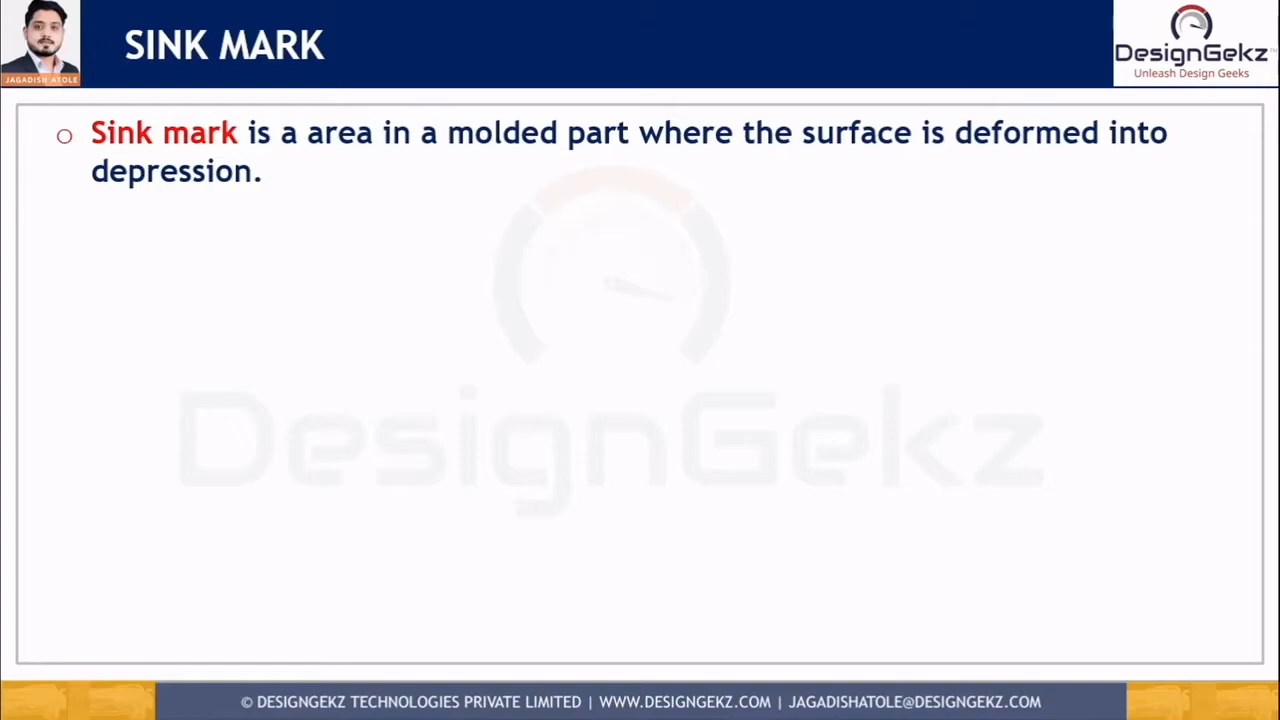 JAGADISH ATOLE
SINK MARK
DesignGekz
Unleash Design Geeks
Sink mark is a area in a molded part where the surface is deformed into
depression.
DesignGekz
© DESIGNGEKZ TECHNOLOGIES PRIVATE LIMITED | WWW.DESIGNGEKZ.COM | JAGADISHATOLE@DESIGNGEKZ.COM